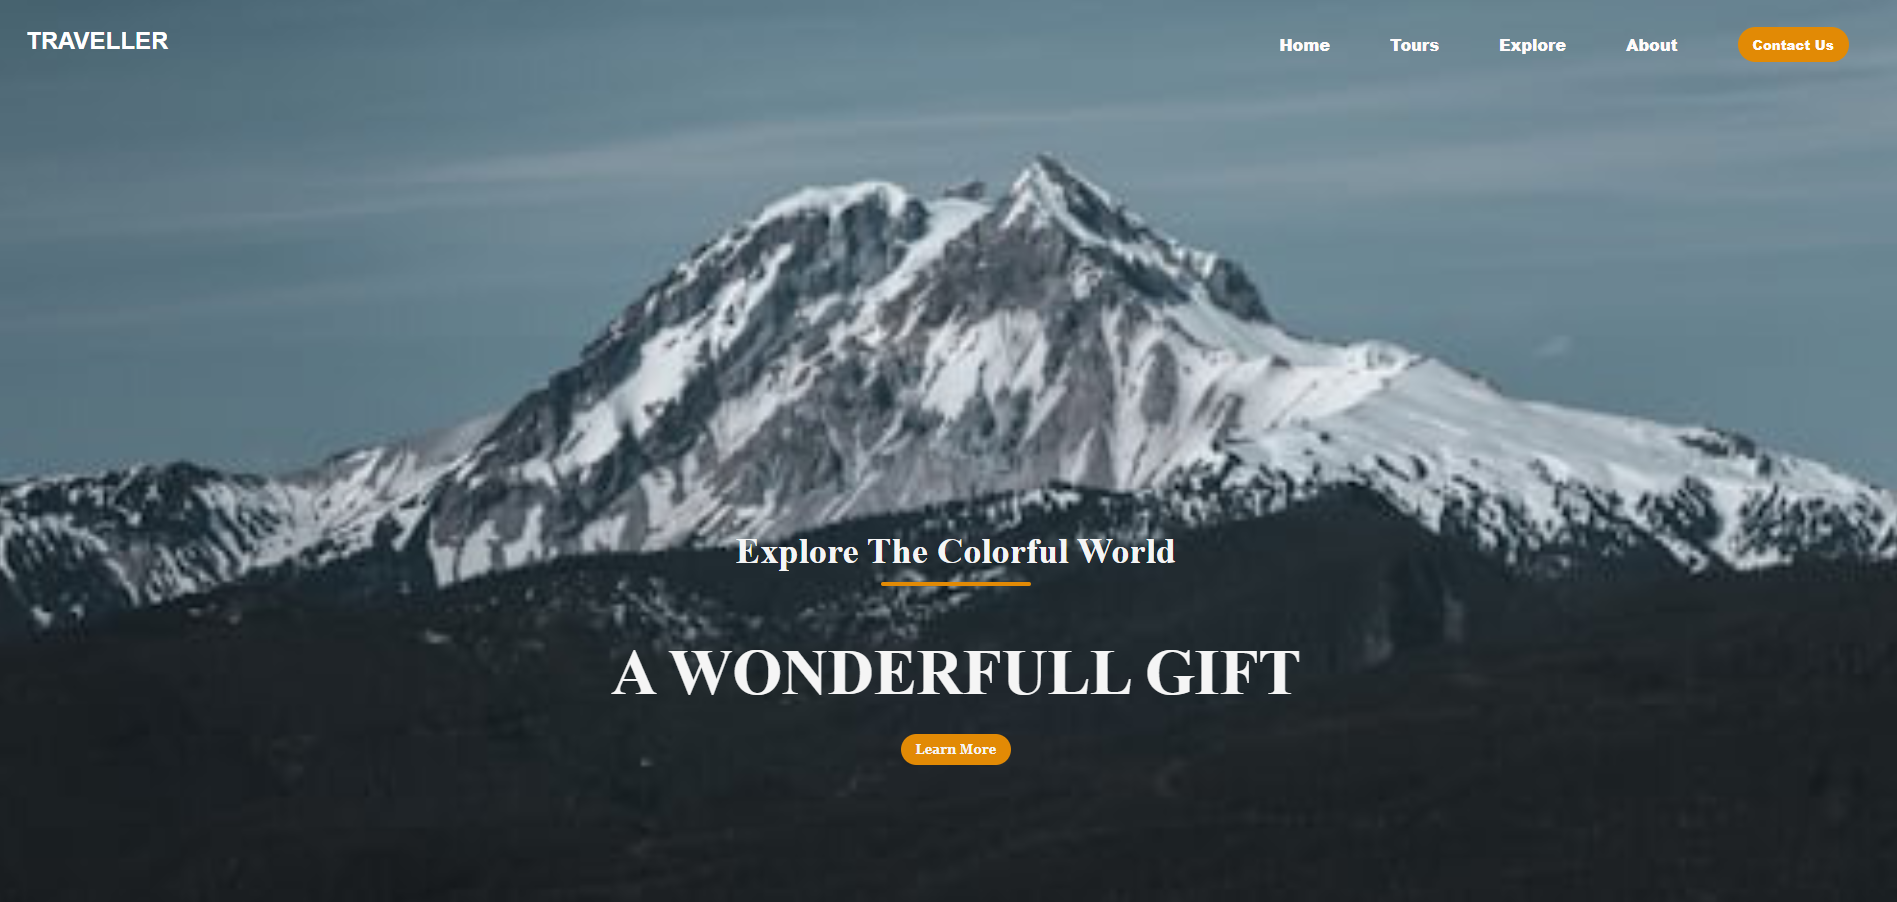 TRAVELLER
Home Tours Explore About Contact Us
Explore The Colorful World
A WONDERFULL GIFT
Learn More